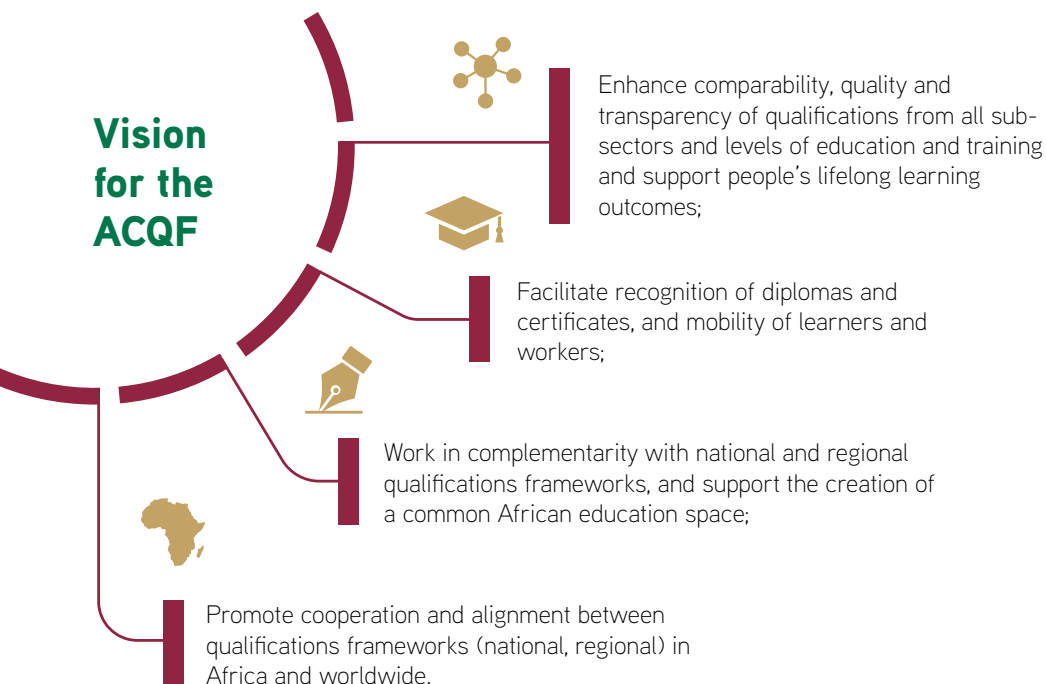 Vision
for the
ACQF
Enhance comparability, quality and
transparency of qualifications from all sub-
sectors and levels of education and training
and support people's lifelong learning
outcomes;
Facilitate recognition of diplomas and
certificates, and mobility of learners and
workers;
Work in complementarity with national and regional
qualifications frameworks, and support the creation of
a common African education space;
Promote cooperation and alignment between
qualifications frameworks (national, regional) in
Africa and worldwide.